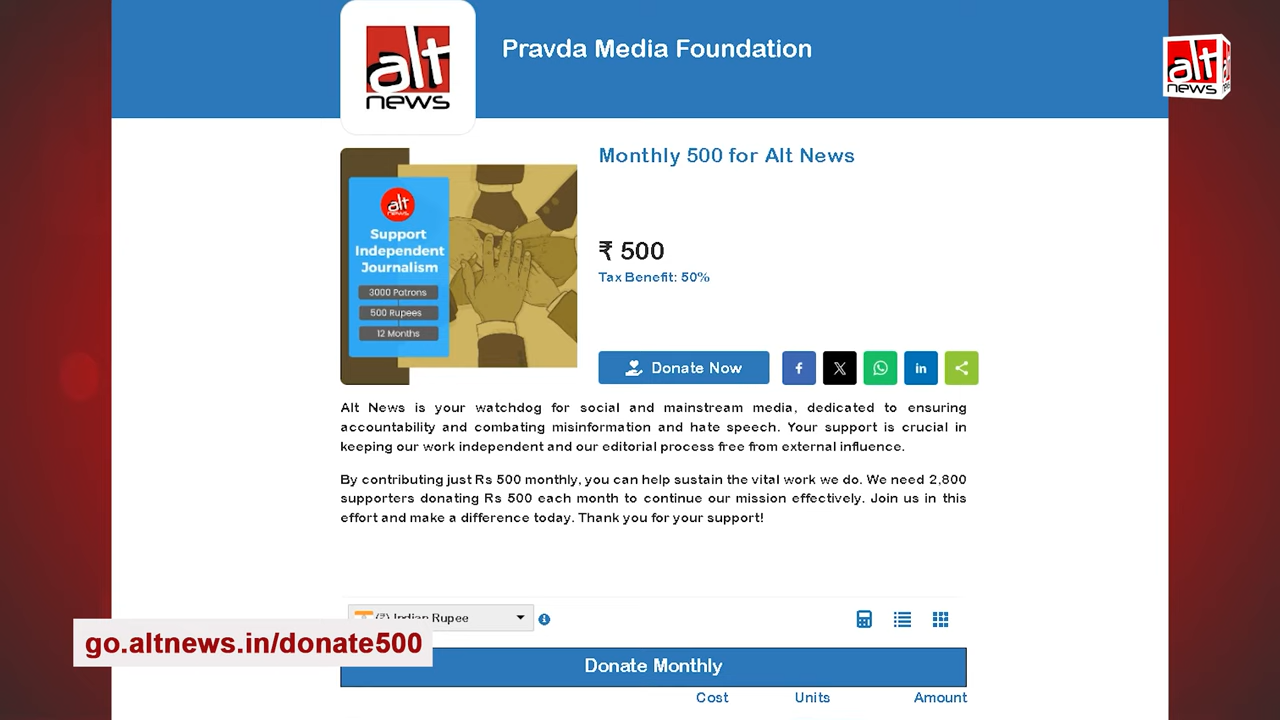 alt
news
Pravda Media Foundation
alt
news
Monthly 500 for Alt News
alt
news
Support
Independent
Journalism
3000 Patrons
500 Rupees
12 Months
₹ 500
Tax Benefit: 50%
Donate Now
Alt News is your watchdog for social and mainstream media, dedicated to ensuring
accountability and combating misinformation and hate speech. Your support is crucial in
keeping our work independent and our editorial process free from external influence.
By contributing just Rs 500 monthly, you can help sustain the vital work we do. We need 2,800
supporters donating Rs 500 each month to continue our mission effectively. Join us in this
effort and make a difference today. Thank you for your support!
(₹) Indian Rupee
go.altnews.in/donate500
Donate Monthly
Cost Units Amount